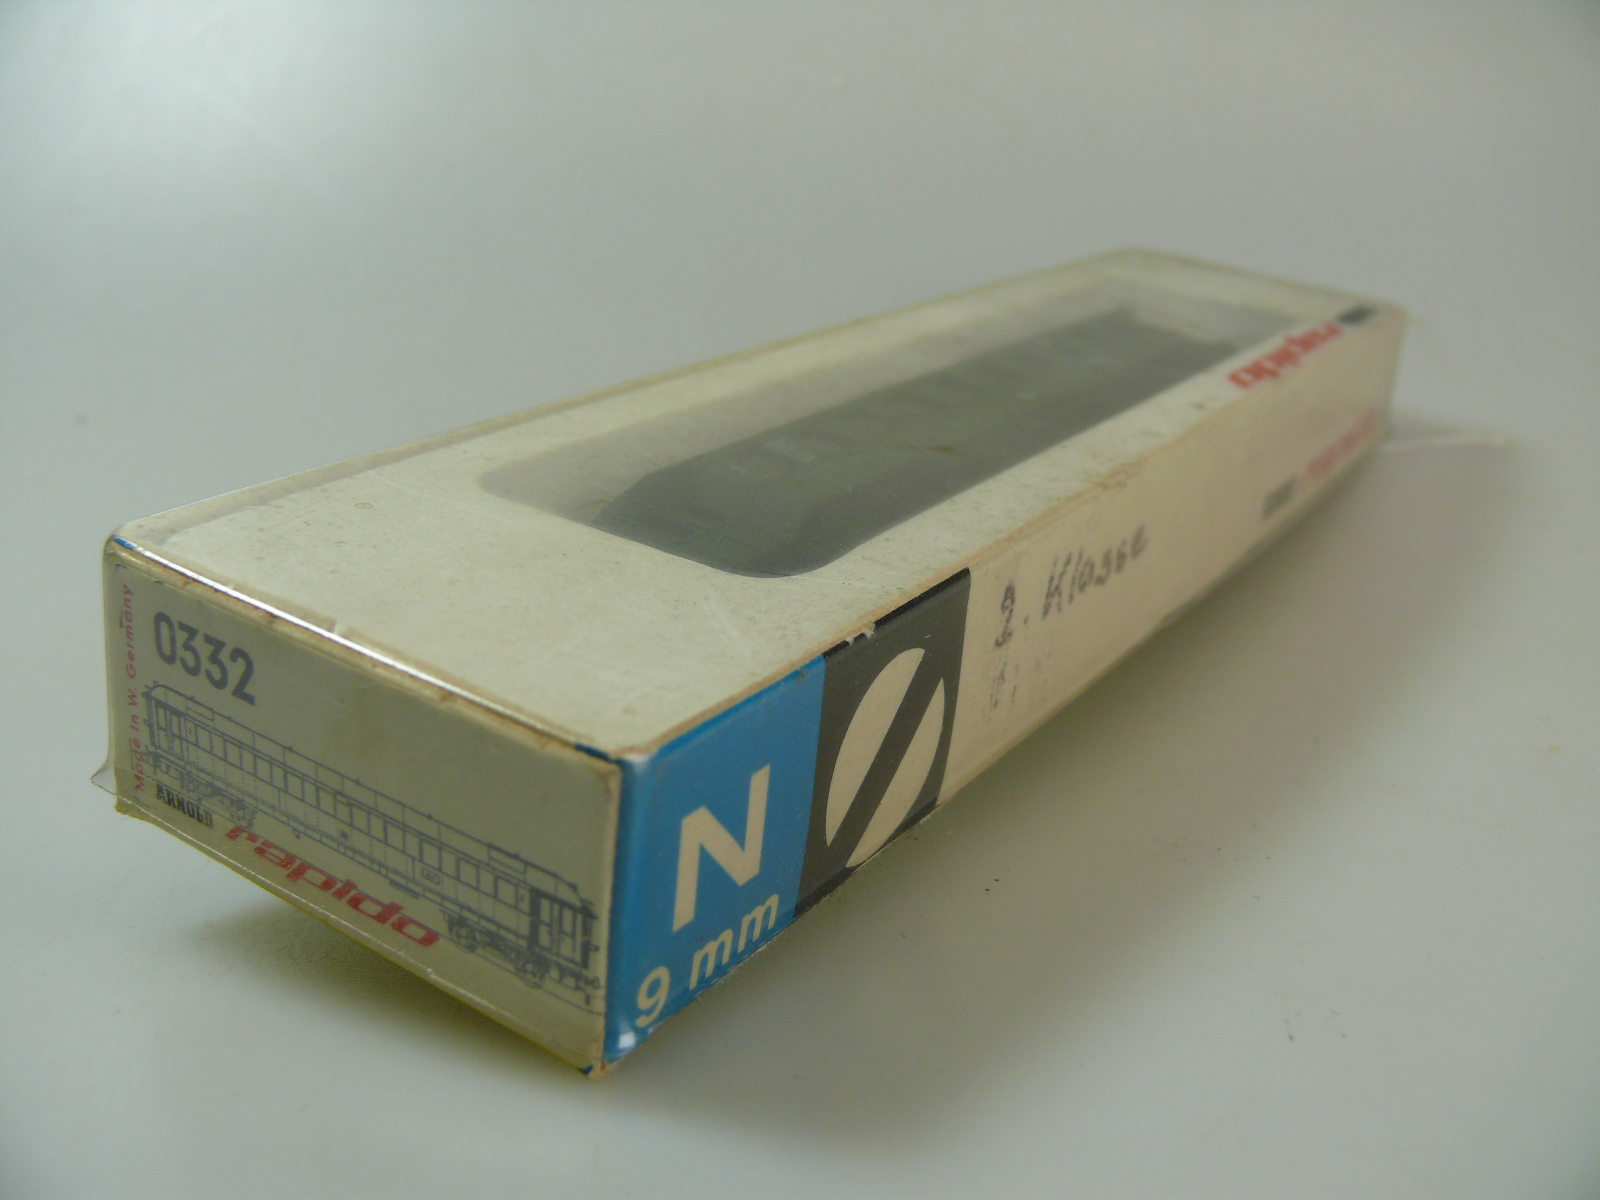 0332
Made in W. Germany
ARNOLD
rapido
N
9 mm
Klasse
rapido